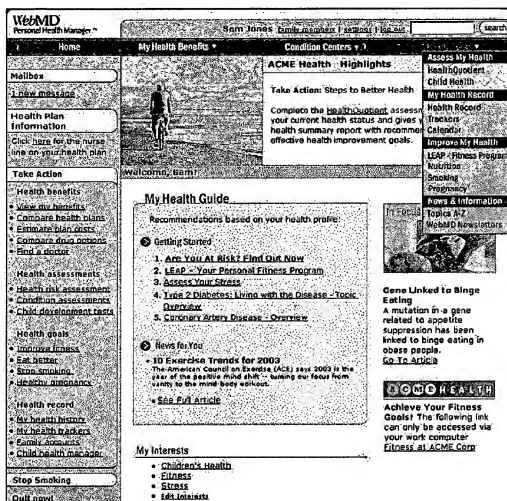 WebMD
Personal Health Manager
Sam Jones family members | settings | log out
search
Home
My Health Benefits
Condition Centers
Assess My Health
HealthQuotient
Child Health
My Health Record
Health Record
Trackers
Calendar
Improve My Health
LEAP - Fitness Program
Nutrition
Smoking
Pregnancy
News & Information
Topics A-Z
WebMD Newsletters
Mailbox
1 new message
Health Plan
Information
Click here for the nurse
line on your health plan
Take Action
Health benefits
View my benefits
Compare health plans
Estimate plan costs
Compare drug options
Find a doctor
Health assessments
Health risk assessment
Condition assessments
Child development tests
Health goals
Improve fitness
Eat better
Stop smoking
Healthy pregnancy
Health record
My health history
My health trackers
Family accounts
Child health manager
Stop Smoking
Quit now!
Welcome, Sam!
ACME Health - Highlights
Take Action: Steps to Better Health
Complete the HealthQuotient assess
your current health status and gives
health summary report with recommen
effective health improvement goals.
My Health Guide
Recommendations based on your health profile:
Getting Started
1. Are You At Risk? Find Out Now
2. LEAP - Your Personal Fitness Program
3. Assess Your Stress
4. Type 2 Diabetes: Living with the Disease - Topic
Overview
5. Coronary Artery Disease - Overview
News for You
10 Exercise Trends for 2003
The American Council on Exercise (ACE) says 2003 is the
year of the positive mind shift -- turning our focus from
vanity to the mind-body workout.
See Full Article
My Interests
Children's Health
Fitness
Stress
Edit Interests
In Focus
Gene Linked to Binge
Eating
A mutation in a gene
related to appetite
suppression has been
linked to binge eating in
obese people.
Go To Article
ACME HEALTH
Achieve Your Fitness
Goals! The following link
can only be accessed via
your work computer
Fitness at ACME Corp